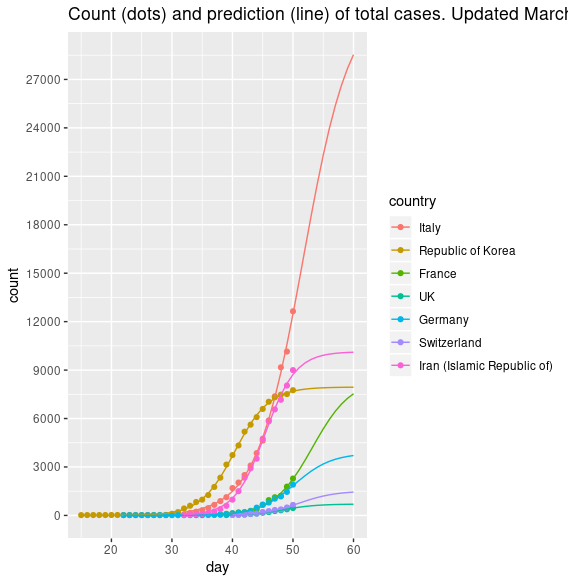 Count (dots) and prediction (line) of total cases. Updated March
27000
24000
21000
18000
15000
12000
9000
6000
3000
0
count
20
30
40
50
60
day
country
Italy
Republic of Korea
France
UK
Germany
Switzerland
Iran (Islamic Republic of)